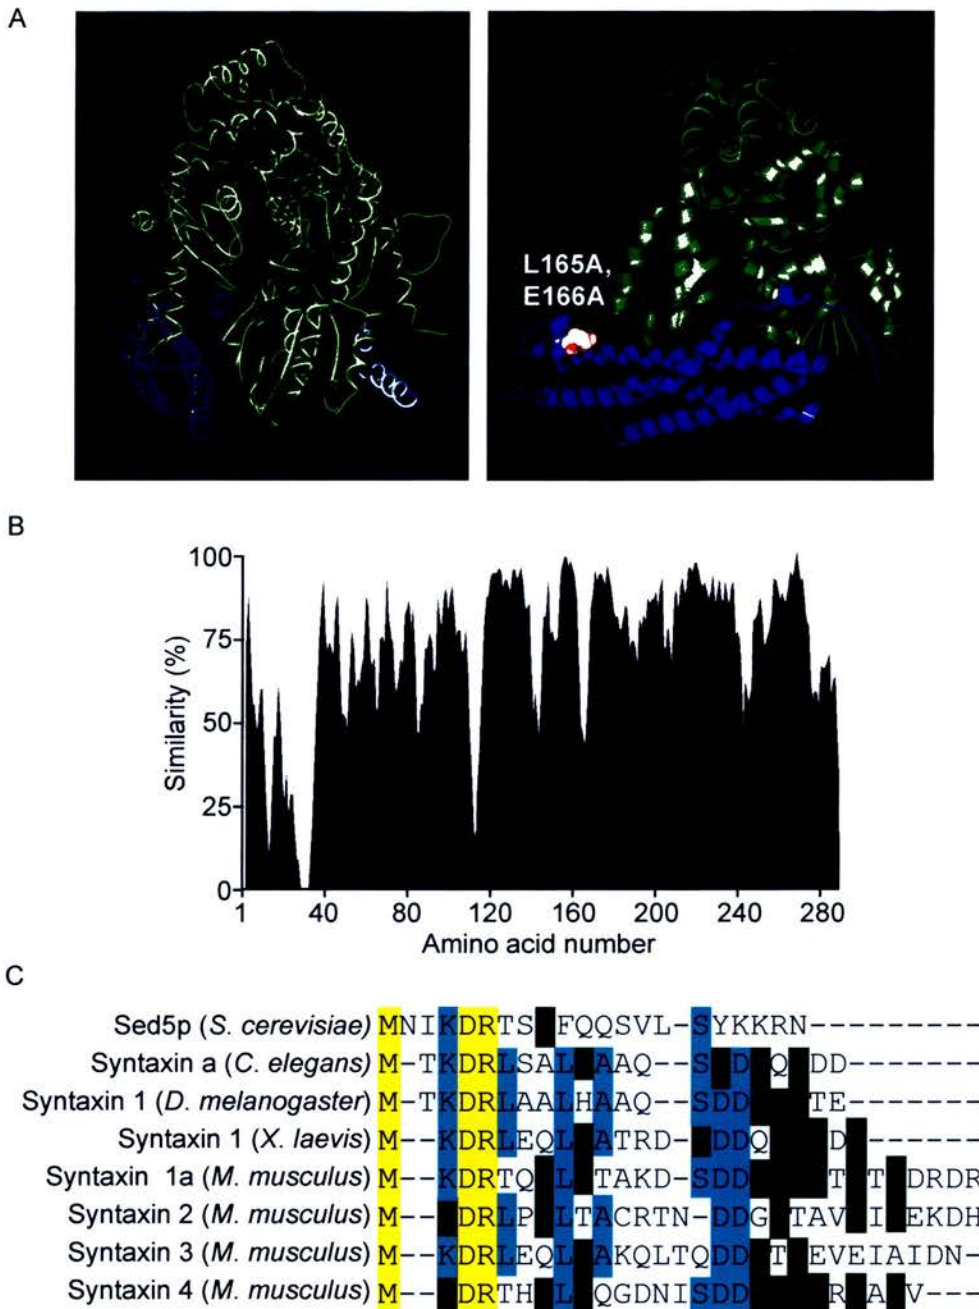 A
L165A,
E166A
B
100
75
50
25
0
Similarity (%)
1 40 80 120 160 200 240 280
Amino acid number
C
Sed5p (S. cerevisiae) MNIKDRTS FQQSVL-SYKKRN---------
Syntaxin a (C. elegans) M-TKDRLSAL AAQ--S D Q DD-------
Syntaxin 1 (D. melanogaster) M-TKDRLAALHAAQ--SDD TE-------
Syntaxin 1 (X. laevis) M--KDRLEQL ATRD- DDQ D ------
Syntaxin 1a (M. musculus) M--KDRTQ L TAKD-SDD T T DRDR
Syntaxin 2 (M. musculus) M-- DRLP LTACRTN-DDG TAV I EKDH
Syntaxin 3 (M. musculus) M--KDRLEQL AKQLTQDD T EVEIAIDN-
Syntaxin 4 (M. musculus) M-- DRTH L QGDNISDD R A V---